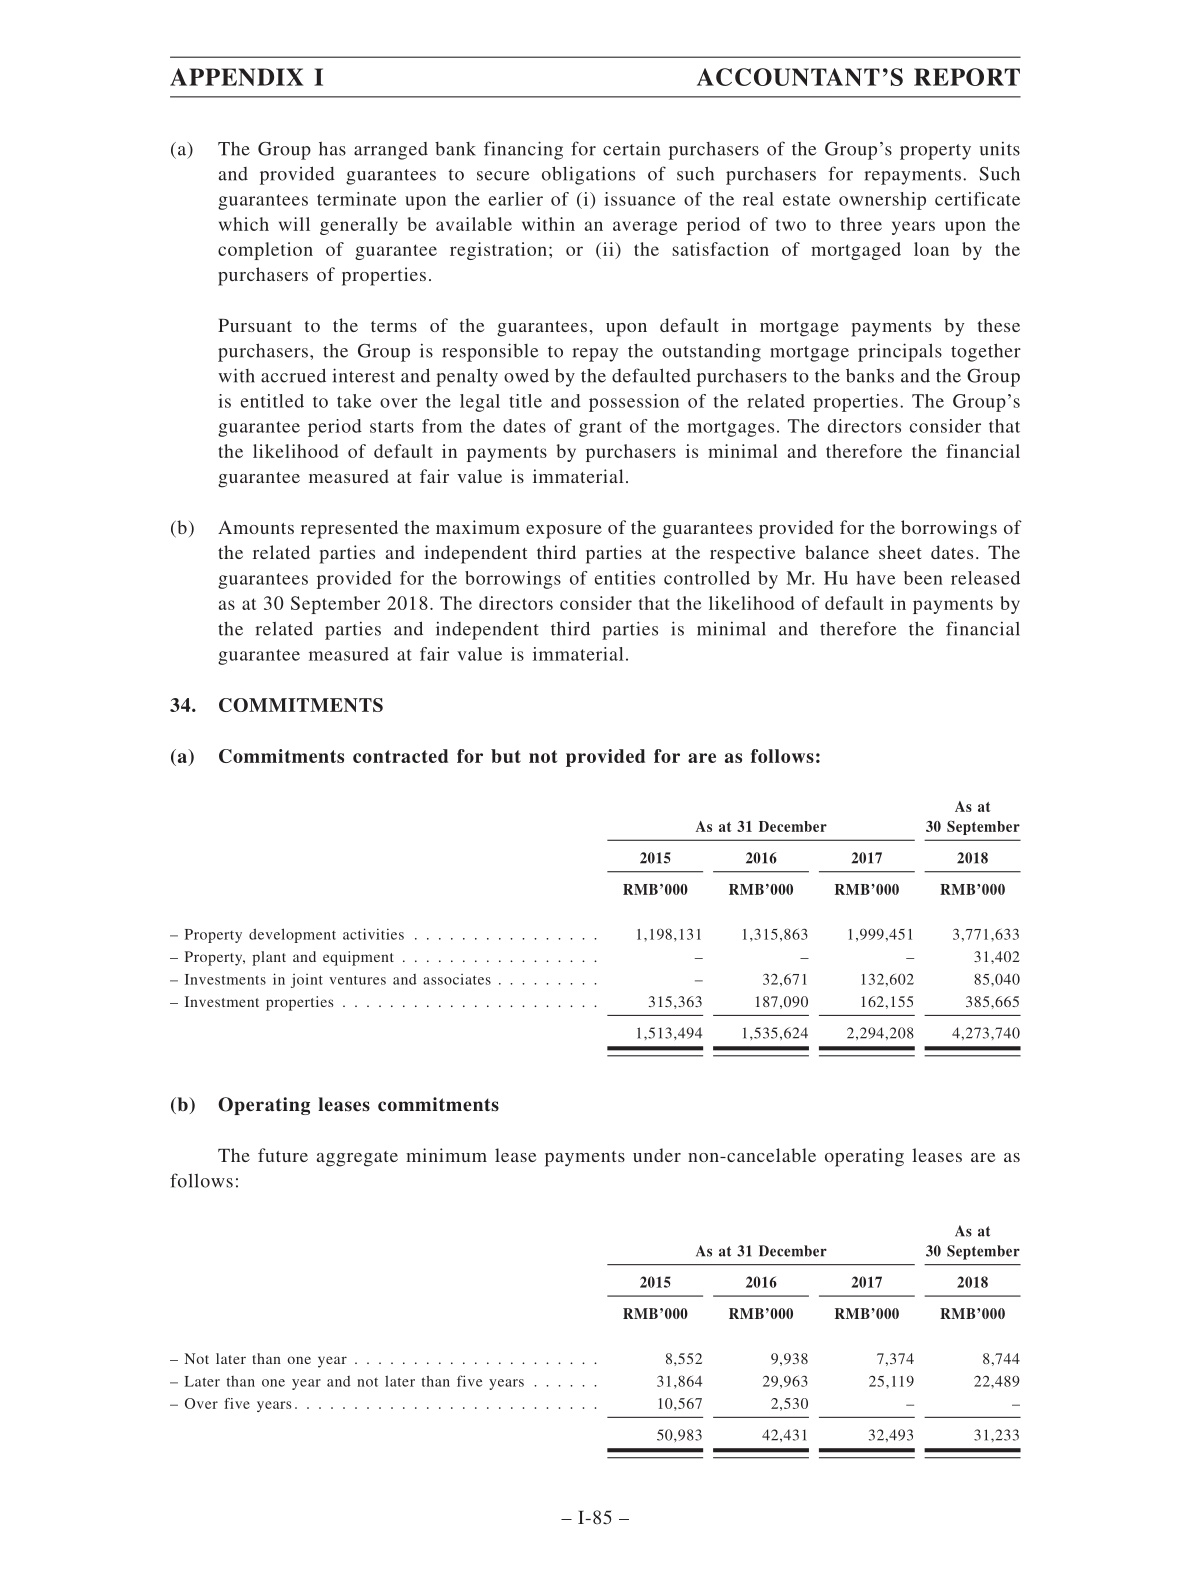 APPENDIX I ACCOUNTANT’S REPORT
(a) The Group has arranged bank financing for certain purchasers of the Group’s property units
and provided guarantees to secure obligations of such purchasers for repayments. Such
guarantees terminate upon the earlier of (i) issuance of the real estate ownership certificate
which will generally be available within an average period of two to three years upon the
completion of guarantee registration; or (ii) the satisfaction of mortgaged loan by the
purchasers of properties.
Pursuant to the terms of the guarantees, upon default in mortgage payments by these
purchasers, the Group is responsible to repay the outstanding mortgage principals together
with accrued interest and penalty owed by the defaulted purchasers to the banks and the Group
is entitled to take over the legal title and possession of the related properties. The Group’s
guarantee period starts from the dates of grant of the mortgages. The directors consider that
the likelihood of default in payments by purchasers is minimal and therefore the financial
guarantee measured at fair value is immaterial.
(b) Amounts represented the maximum exposure of the guarantees provided for the borrowings of
the related parties and independent third parties at the respective balance sheet dates. The
guarantees provided for the borrowings of entities controlled by Mr. Hu have been released
as at 30 September 2018. The directors consider that the likelihood of default in payments by
the related parties and independent third parties is minimal and therefore the financial
guarantee measured at fair value is immaterial.
34. COMMITMENTS
(a) Commitments contracted for but not provided for are as follows:
As at
As at 31 December 30 September
2015 2016 2017 2018
RMB’000 RMB’000 RMB’000 RMB’000
– Property development activities . . . . . . . . . . . . . . . . 1,198,131 1,315,863 1,999,451 3,771,633
– Property, plant and equipment . . . . . . . . . . . . . . . . . – – – 31,402
– Investments in joint ventures and associates . . . . . . . . . – 32,671 132,602 85,040
– Investment properties . . . . . . . . . . . . . . . . . . . . . . 315,363 187,090 162,155 385,665
1,513,494 1,535,624 2,294,208 4,273,740
(b) Operating leases commitments
The future aggregate minimum lease payments under non-cancelable operating leases are as
follows:
As at
As at 31 December 30 September
2015 2016 2017 2018
RMB’000 RMB’000 RMB’000 RMB’000
– Not later than one year . . . . . . . . . . . . . . . . . . . . . 8,552 9,938 7,374 8,744
– Later than one year and not later than five years . . . . . . 31,864 29,963 25,119 22,489
– Over five years. . . . . . . . . . . . . . . . . . . . . . . . . . 10,567 2,530 – –
50,983 42,431 32,493 31,233
– I-85 –